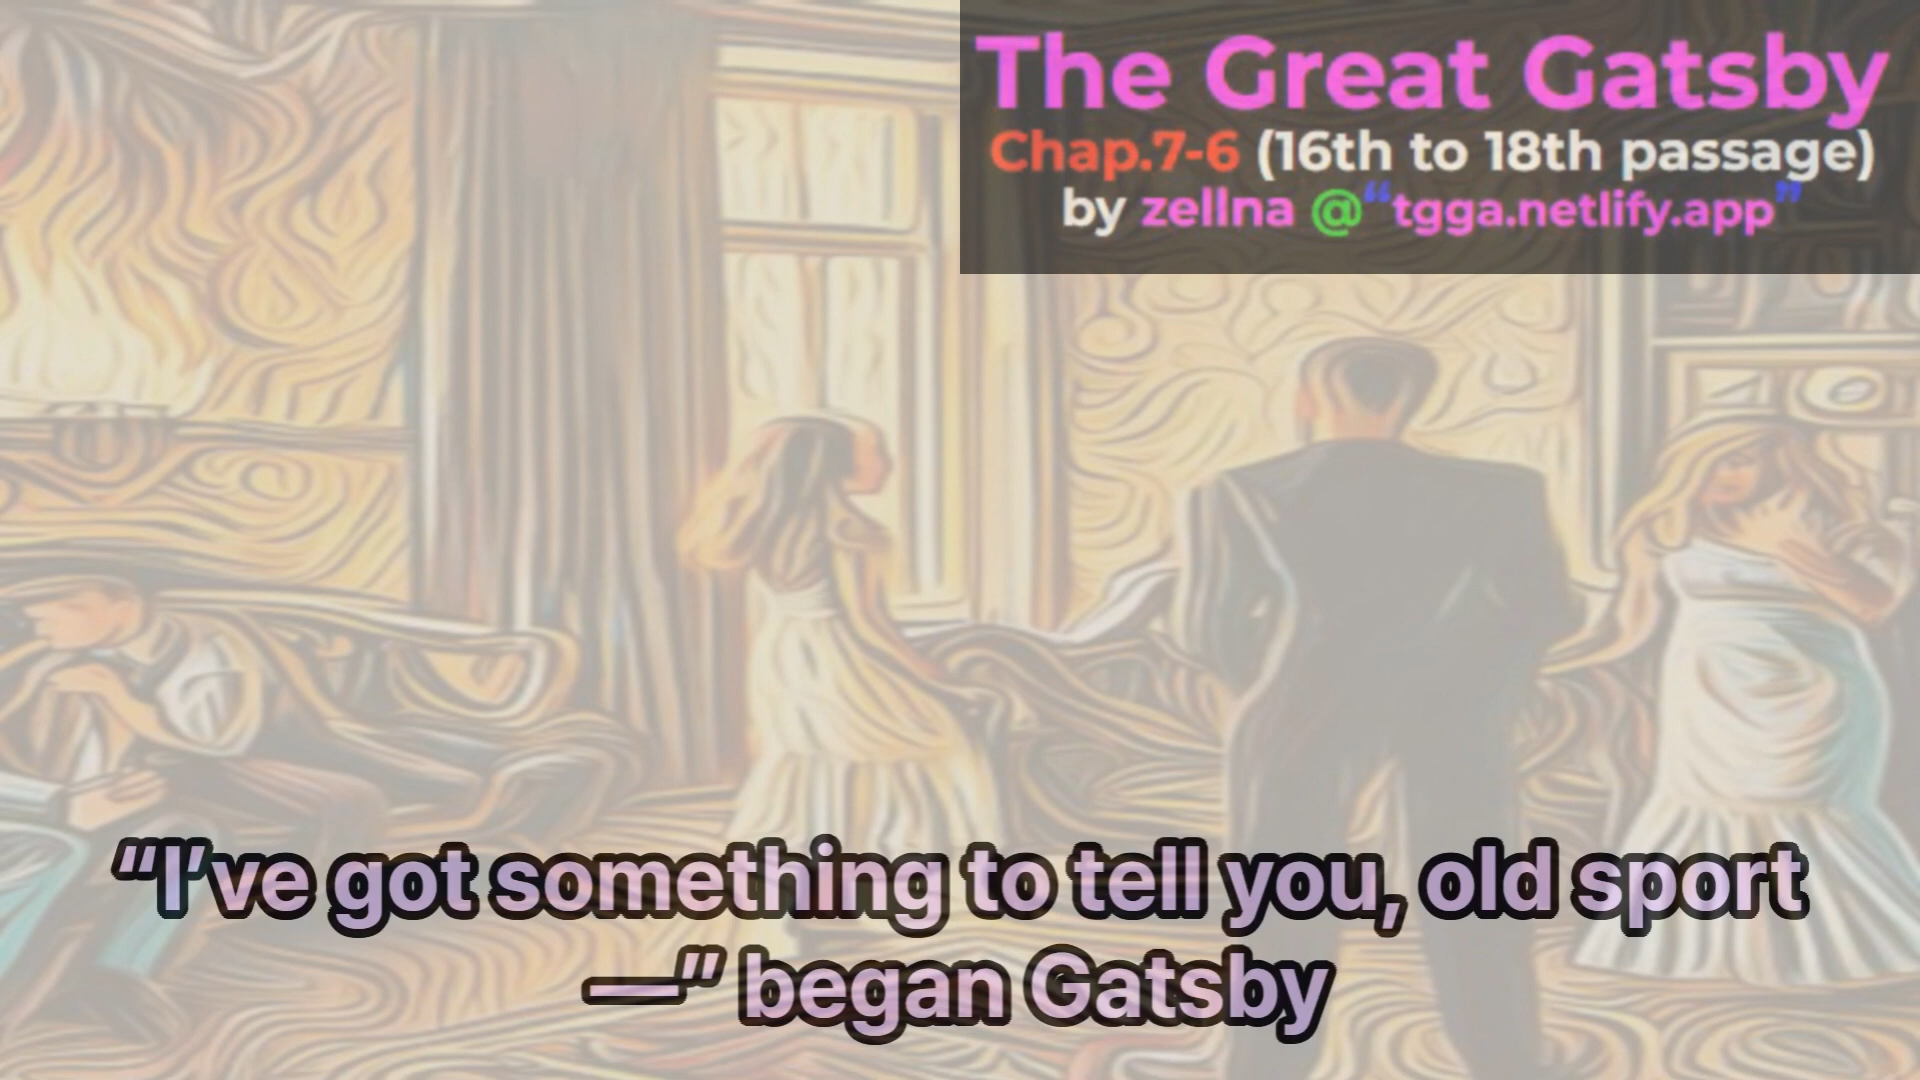 The Great Gatsby
Chap.7-6 (16th to 18th passage)
by zellna @“tgga.netlify.app”
“I’ve got something to tell you, old sport
—” began Gatsby